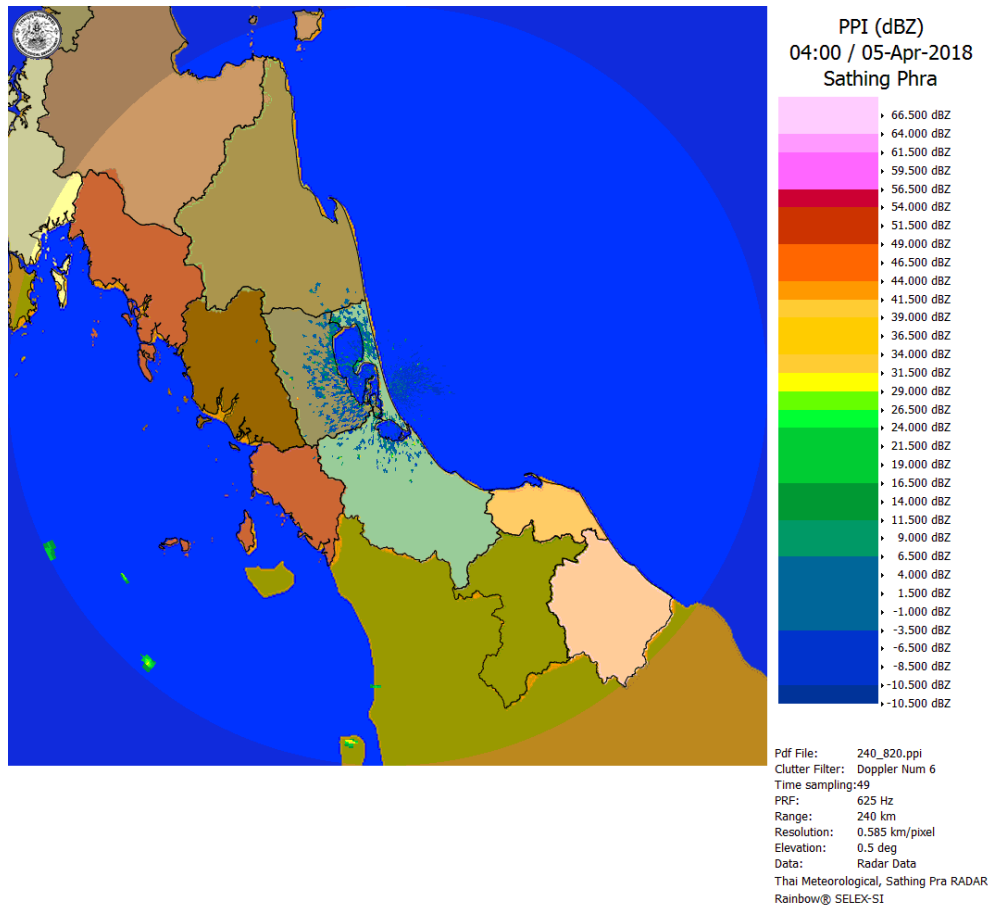 PPI (dBZ)
04:00 / 05-Apr-2018
Sathing Phra
66.500 dBZ
64.000 dBZ
61.500 dBZ
59.500 dBZ
56.500 dBZ
54.000 dBZ
51.500 dBZ
49.000 dBZ
46.500 dBZ
44.000 dBZ
41.500 dBZ
39.000 dBZ
36.500 dBZ
34.000 dBZ
31.500 dBZ
29.000 dBZ
26.500 dBZ
24.000 dBZ
21.500 dBZ
19.000 dBZ
16.500 dBZ
14.000 dBZ
11.500 dBZ
9.000 dBZ
6.500 dBZ
4.000 dBZ
1.500 dBZ
-1.000 dBZ
-3.500 dBZ
-6.500 dBZ
-8.500 dBZ
-10.500 dBZ
-10.500 dBZ
Pdf File: 240_820.ppi
Clutter Filter: Doppler Num 6
Time sampling:49
PRF: 625 Hz
Range: 240 km
Resolution: 0.585 km/pixel
Elevation: 0.5 deg
Data: Radar Data
Thai Meteorological, Sathing Pra RADAR
Rainbow® SELEX-SI